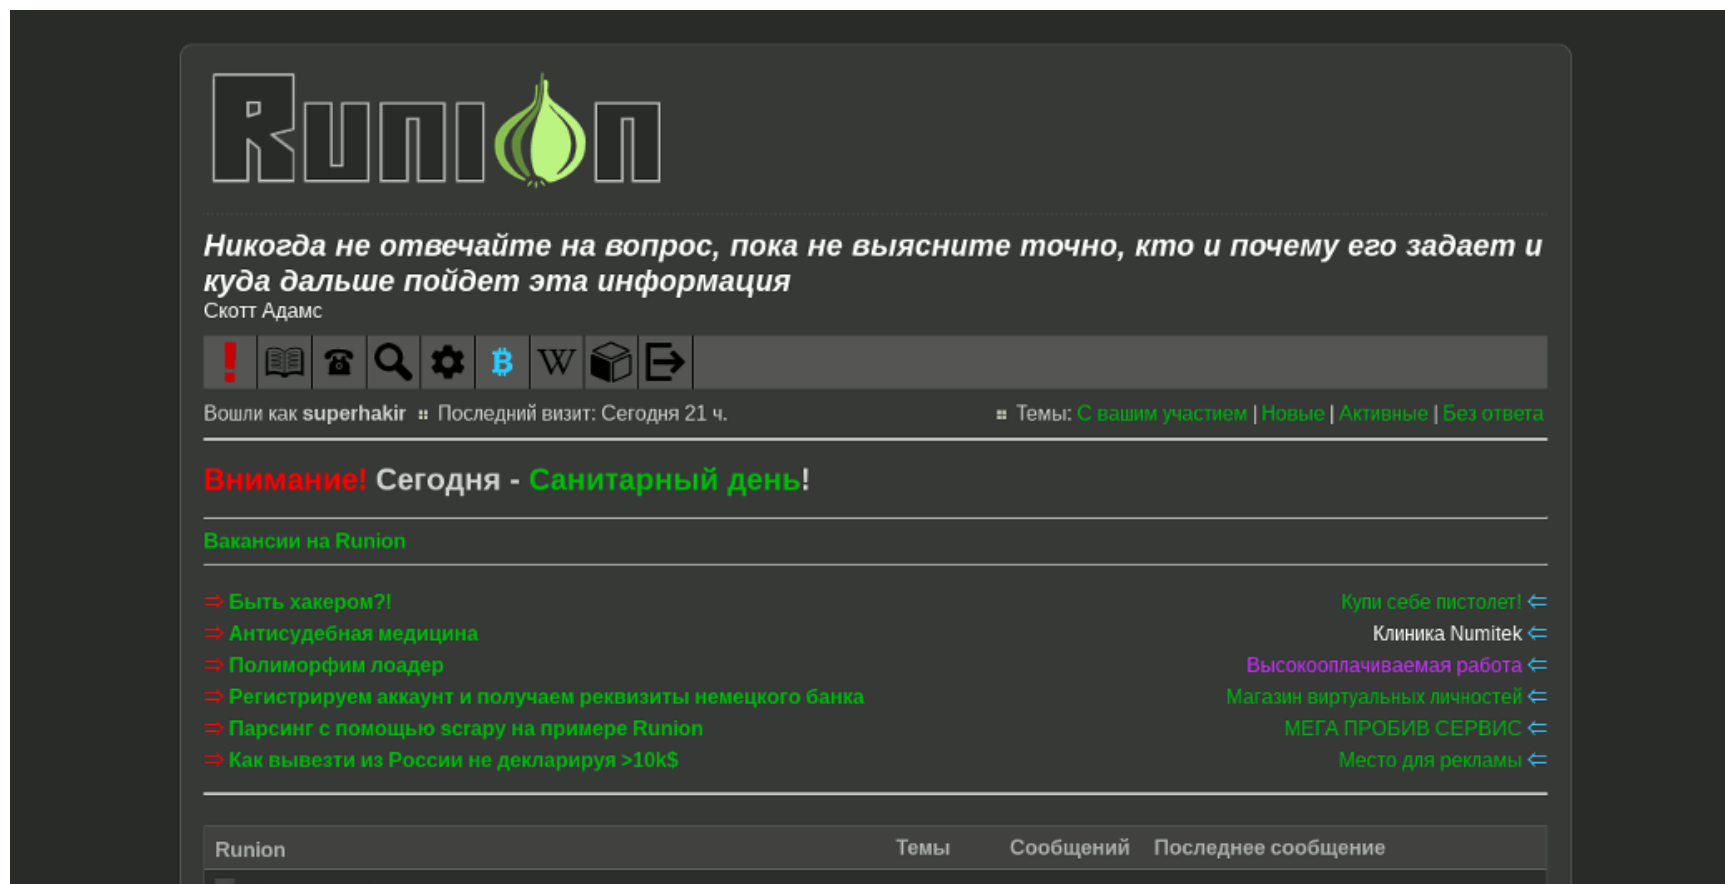 Runion
Никогда не отвечайте на вопрос, пока не выясните точно, кто и почему его задает и
куда дальше пойдет эта информация
Скотт Адамс
Вошли как superhakir Последний визит: Сегодня 21 ч. Темы: С вашим участием | Новые | Активные | Без ответа
Внимание! Сегодня - Санитарный день!
Вакансии на Runion
⇒ Быть хакером?! Купи себе пистолет! ⇐
⇒ Антисудебная медицина Клиника Numitek ⇐
⇒ Полиморфим лоадер Высокооплачиваемая работа ⇐
⇒ Регистрируем аккаунт и получаем реквизиты немецкого банка Магазин виртуальных личностей ⇐
⇒ Парсинг с помощью scrapy на примере Runion МЕГА ПРОБИВ СЕРВИС ⇐
⇒ Как вывезти из России не декларируя >10k$ Место для рекламы ⇐
Runion Темы Сообщений Последнее сообщение